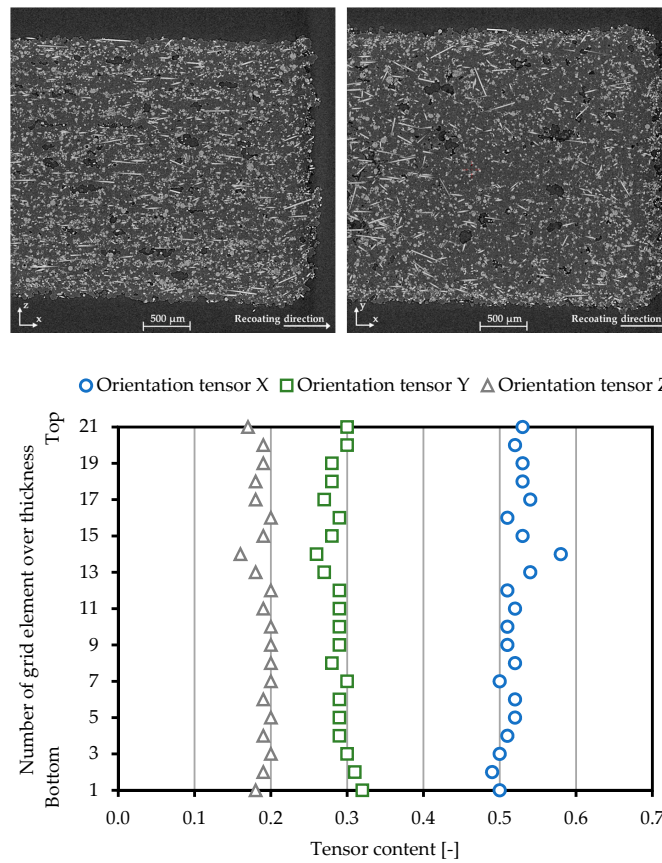 z
x
500 µm
Recoating direction
y
x
500 µm
Recoating direction
Orientation tensor X
Orientation tensor Y
Orientation tensor Z
Number of grid element over thickness
Top
Bottom
21
19
17
15
13
11
9
7
5
3
1
0.0 0.1 0.2 0.3 0.4 0.5 0.6 0.7
Tensor content [-]